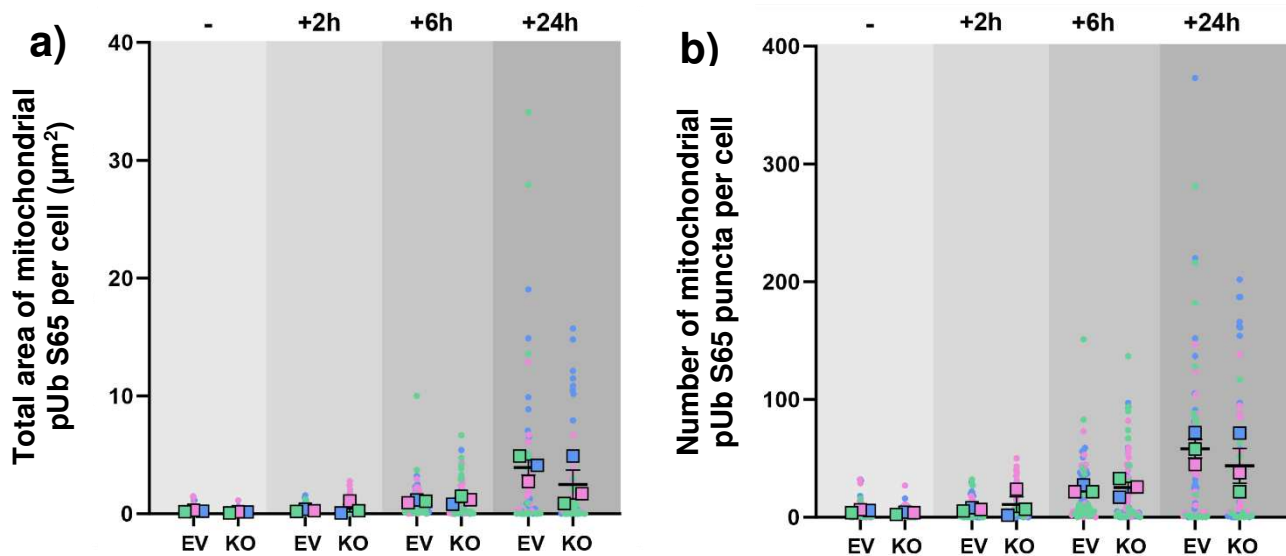 a)
- +2h +6h +24h
Total area of mitochondrial
pUb S65 per cell (µm²)
40
30
20
10
0
EV KO EV KO EV KO EV KO
b)
- +2h +6h +24h
Number of mitochondrial
pUb S65 puncta per cell
400
300
200
100
0
EV KO EV KO EV KO EV KO